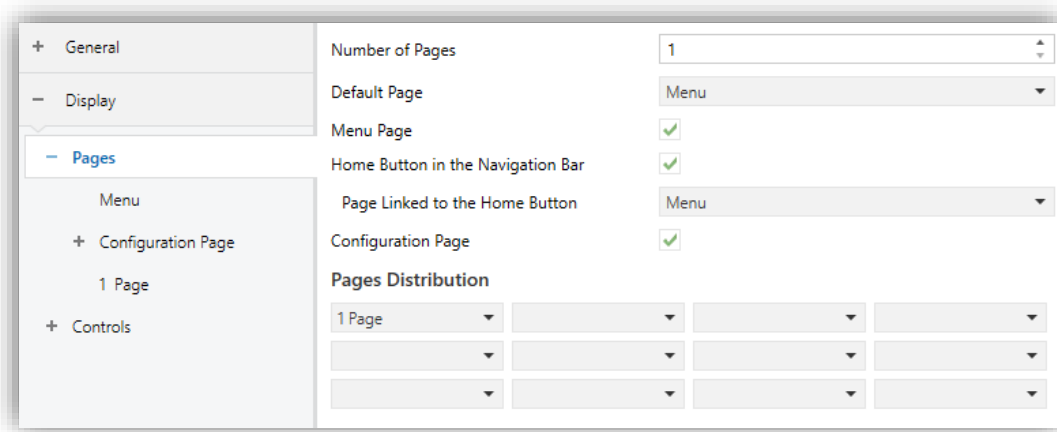 + General
− Display
− Pages
Menu
+ Configuration Page
1 Page
+ Controls
Number of Pages 1
Default Page Menu
Menu Page
Home Button in the Navigation Bar
Page Linked to the Home Button Menu
Configuration Page
Pages Distribution
1 Page